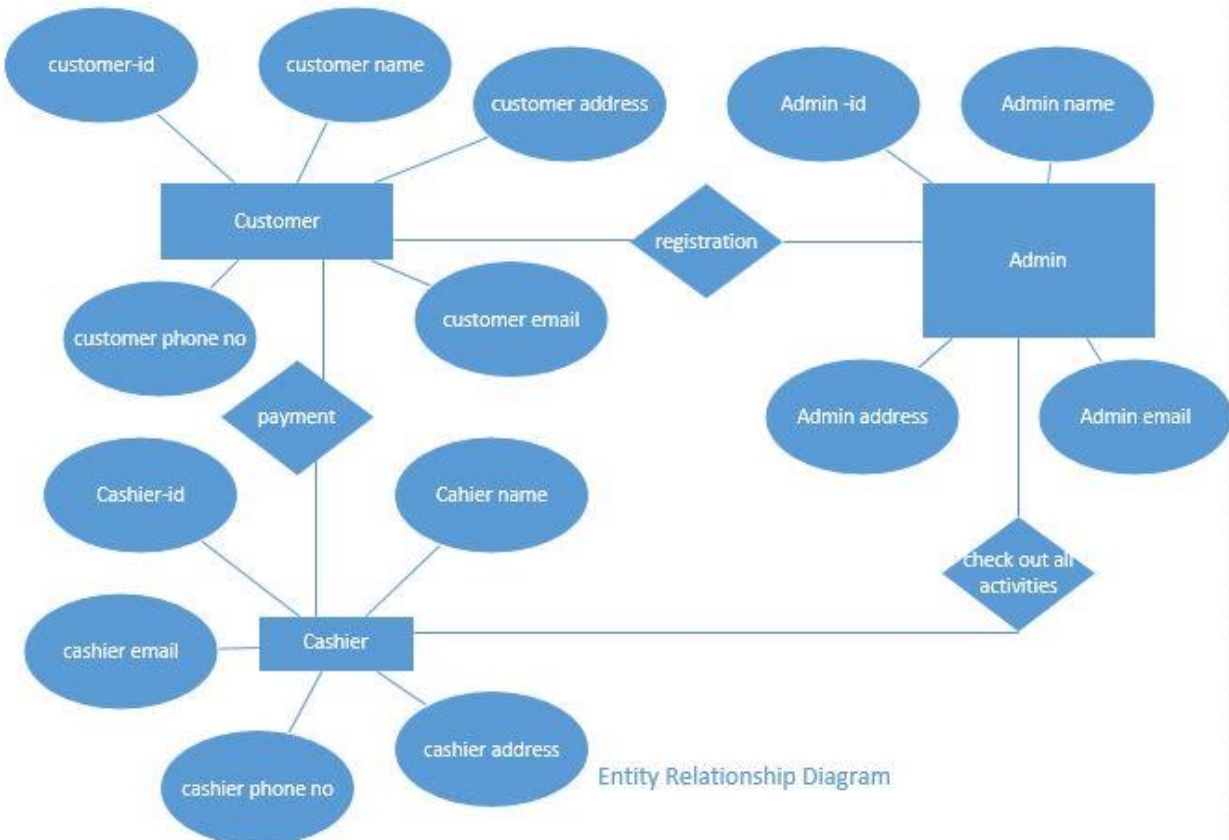 customer-id
customer name
customer address
Admin -id
Admin name
Customer
registration
Admin
customer phone no
customer email
payment
Admin address
Admin email
Cashier-id
Cahier name
check out all
activities
cashier email
Cashier
cashier address
cashier phone no
Entity Relationship Diagram